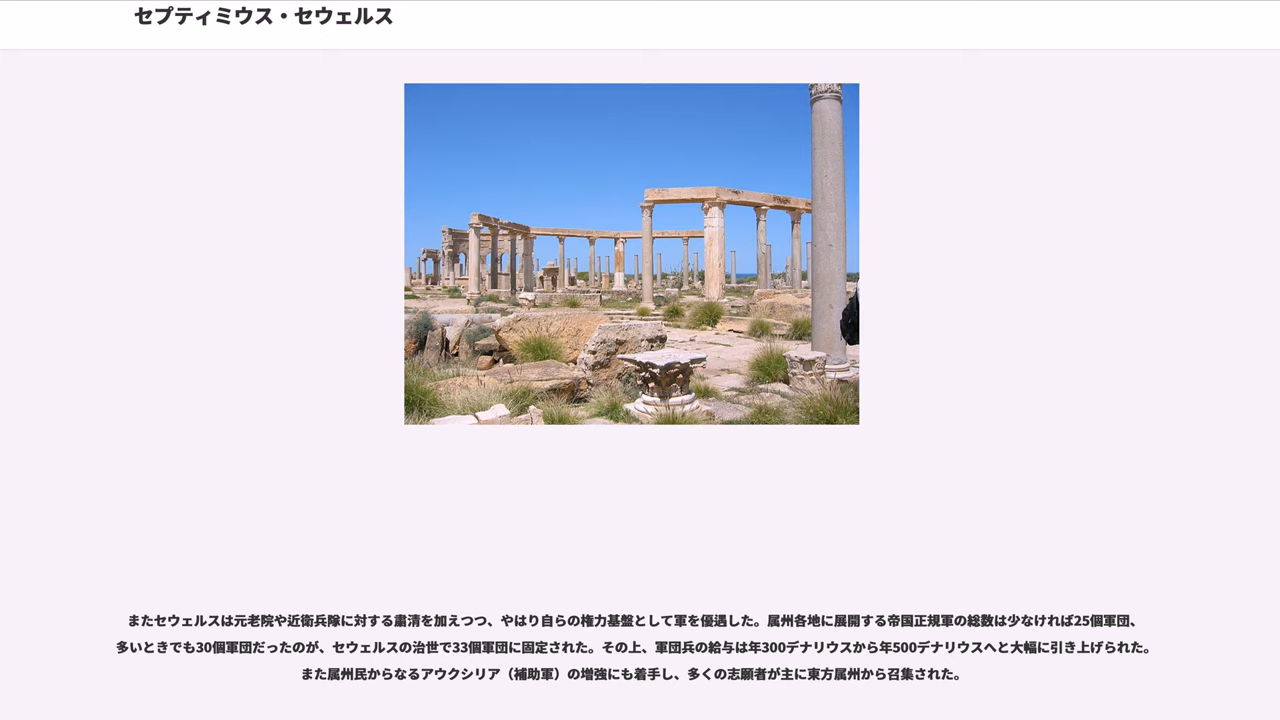 セプティミウス・セウェルス
またセウェルスは元老院や近衛兵隊に対する粛清を加えつつ、やはり自らの権力基盤として軍を優遇した。属州各地に展開する帝国正規軍の総数は少なければ25個軍団、
多いときでも30個軍団だったのが、セウェルスの治世で33個軍団に固定された。その上、軍団兵の給与は年300デナリウスから年500デナリウスへと大幅に引き上げられた。
また属州民からなるアウクシリア（補助軍）の増強にも着手し、多くの志願者が主に東方属州から召集された。